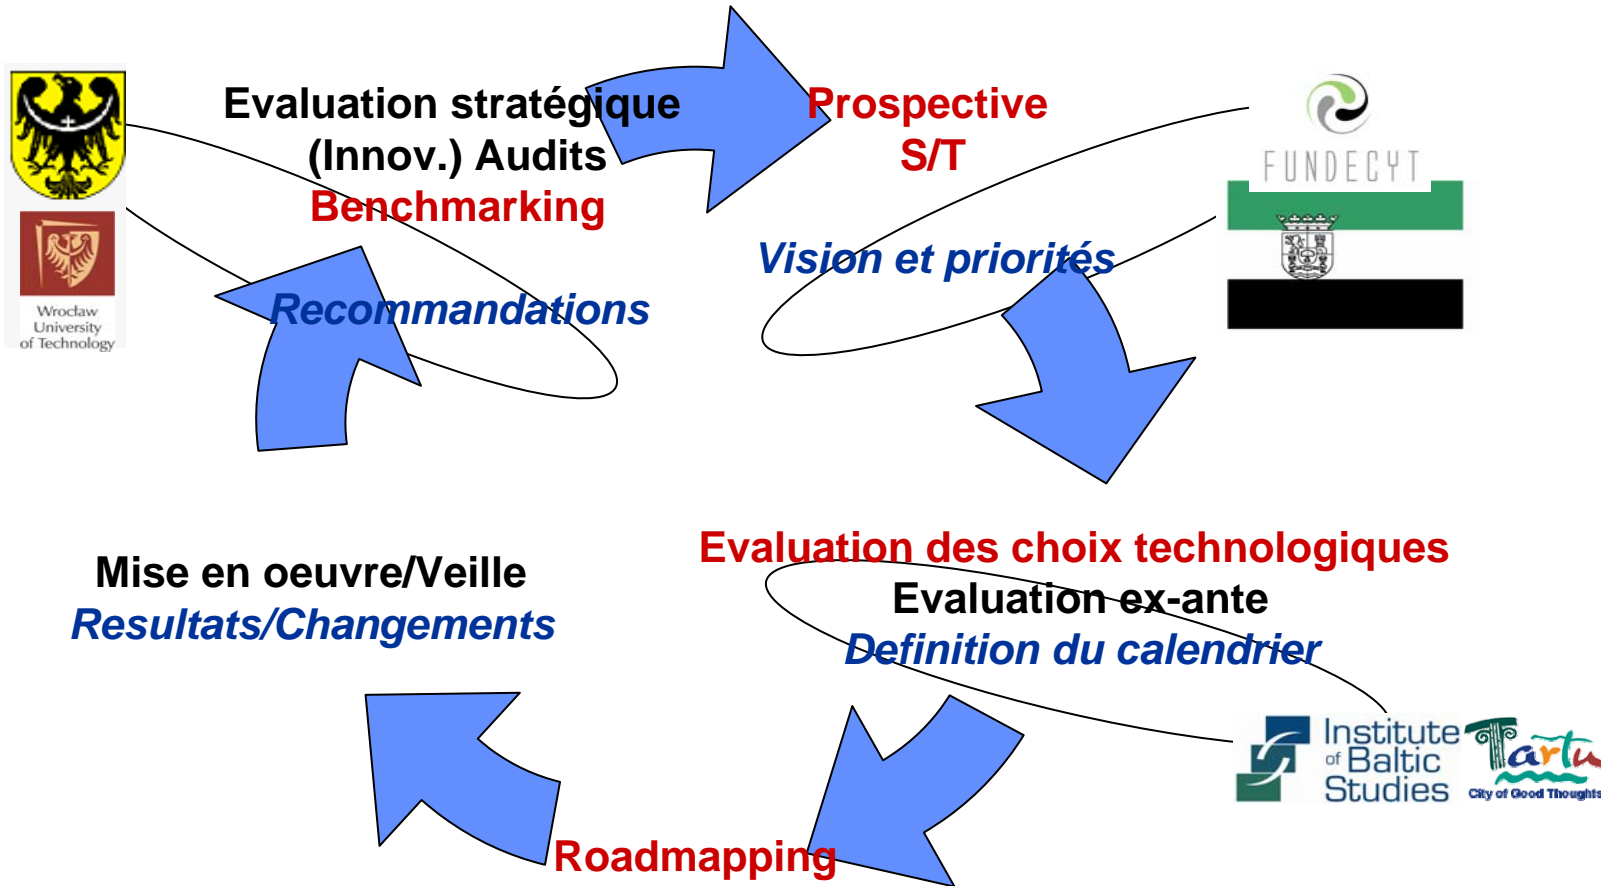 Evaluation stratégique
(Innov.) Audits
Benchmarking
Recommandations
Prospective
S/T
Vision et priorités
FUNDECYT
Wrocław
University
of Technology
Evaluation des choix technologiques
Evaluation ex-ante
Definition du calendrier
Mise en oeuvre/Veille
Resultats/Changements
Institute
of Baltic
Studies
Tartu
City of Good Thoughts
Roadmapping